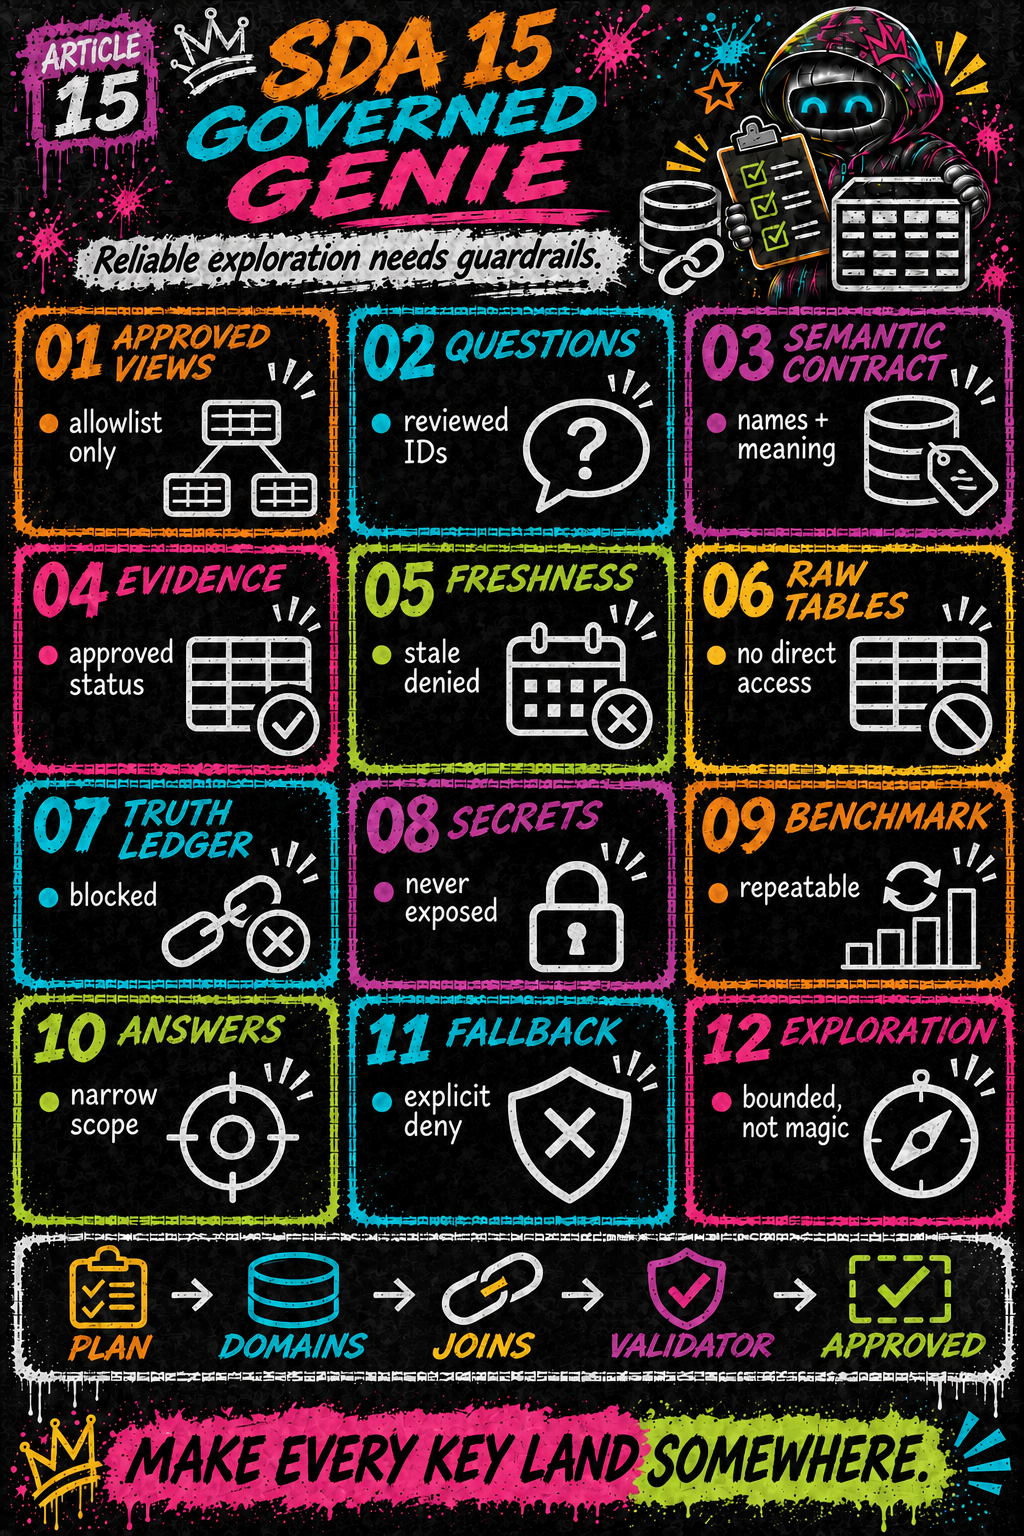 ARTICLE
15
SDA 15
GOVERNED
GENIE
Reliable exploration needs guardrails.
01 APPROVED
VIEWS
allowlist
only
02 QUESTIONS
reviewed
IDs
?
03 SEMANTIC
CONTRACT
names +
meaning
04 EVIDENCE
approved
status
05 FRESHNESS
stale
denied
06 RAW
TABLES
no direct
access
07 TRUTH
LEDGER
blocked
08 SECRETS
never
exposed
09 BENCHMARK
repeatable
10 ANSWERS
narrow
scope
11 FALLBACK
explicit
deny
12 EXPLORATION
bounded,
not magic
PLAN
DOMAINS
JOINS
VALIDATOR
APPROVED
MAKE EVERY KEY LAND SOMEWHERE.